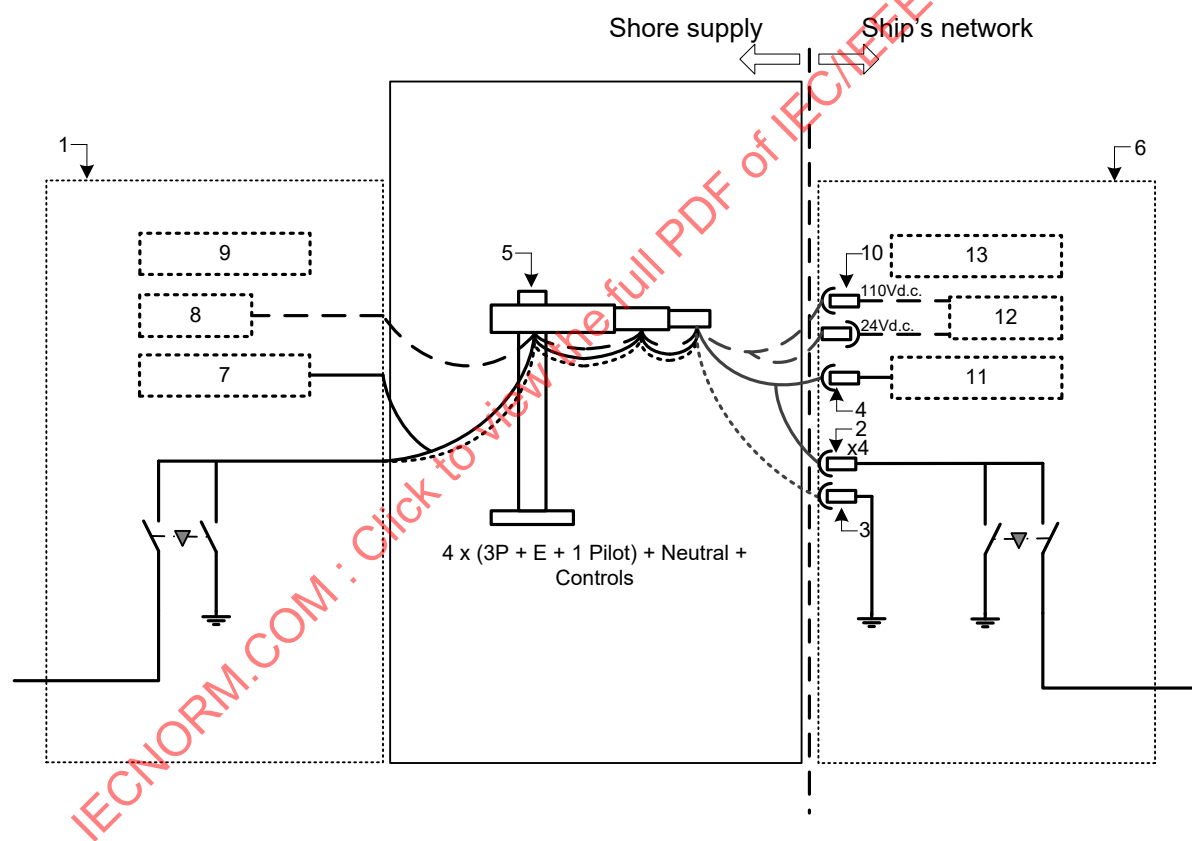 Shore supply
Ship's network
1
6
9
5
10
13
110Vd.c.
8
12
24Vd.c.
7
11
4
2
x4
3
4 x (3P + E + 1 Pilot) + Neutral +
Controls
IECNORM.COM : Click to view the full PDF of IEC/IEEE